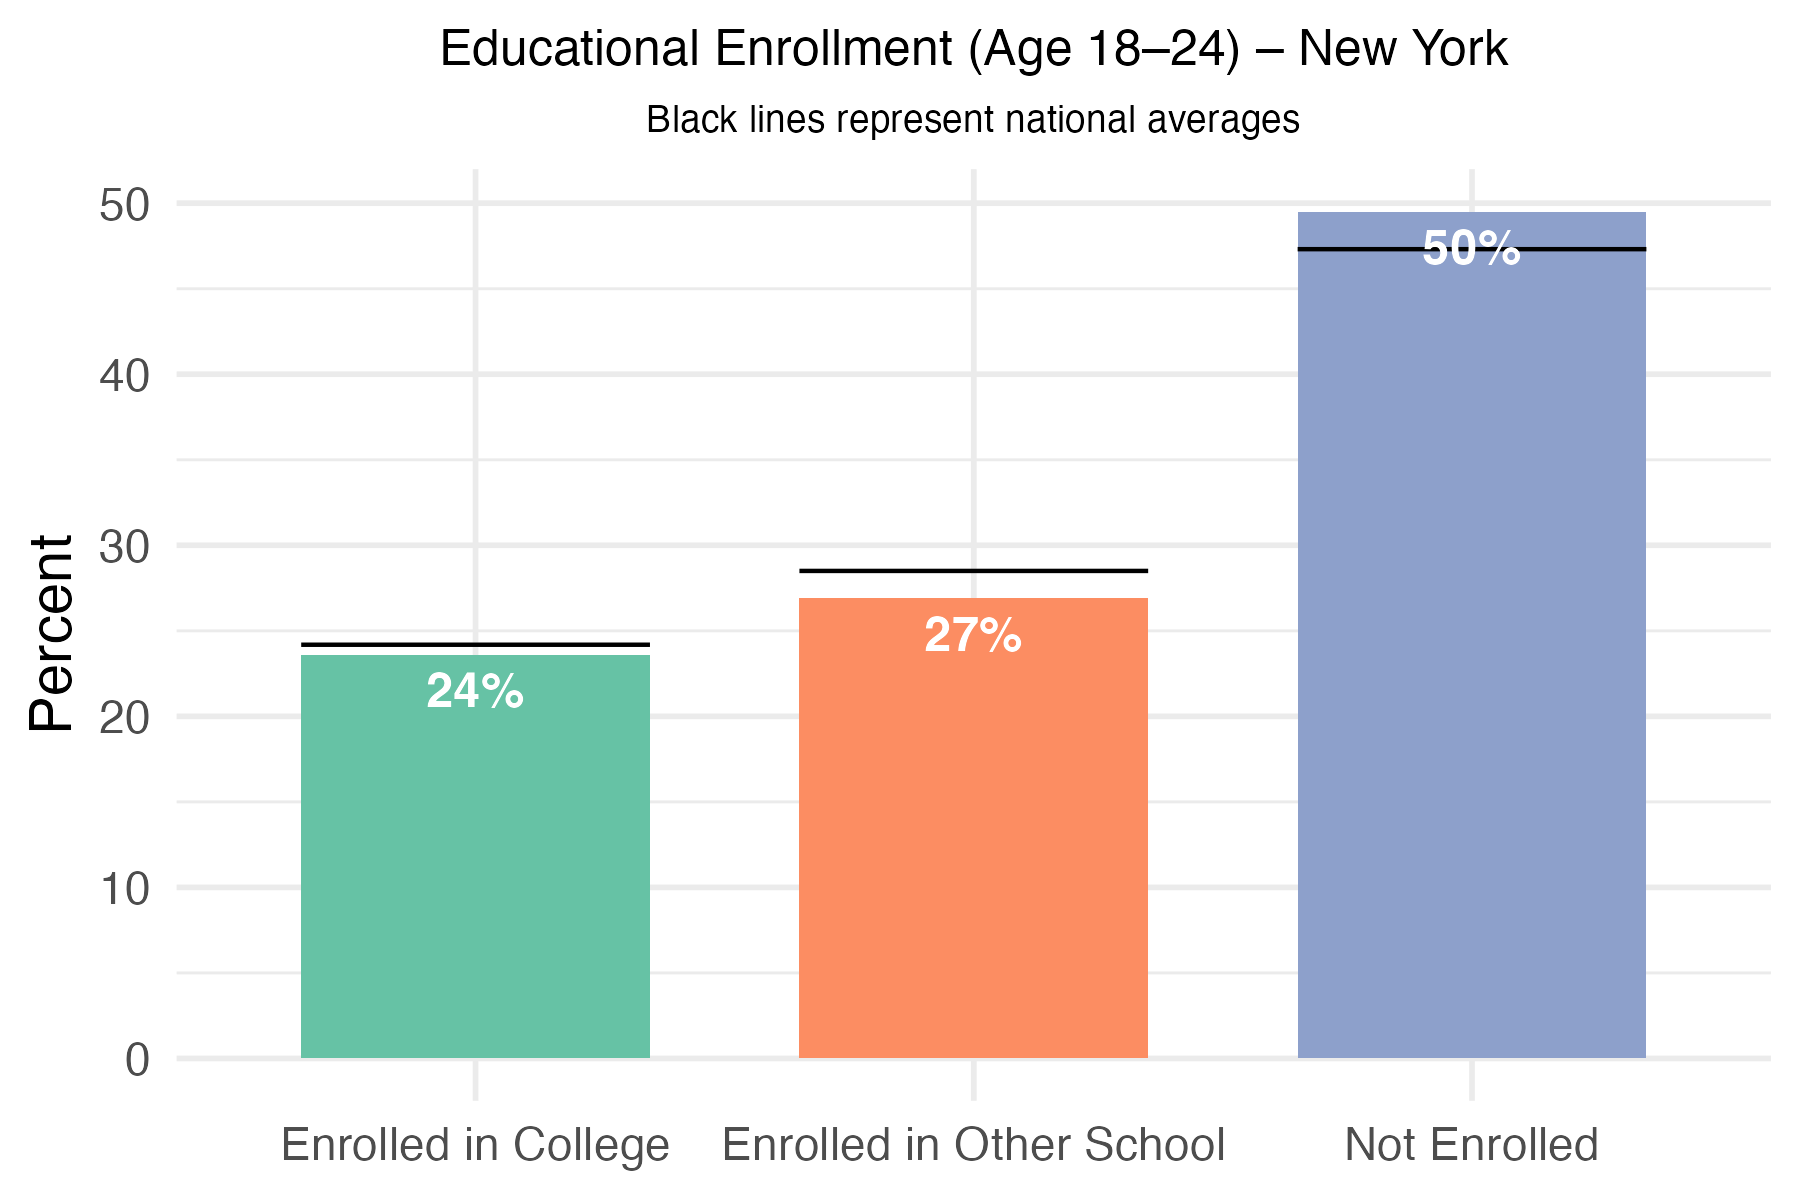 Educational Enrollment (Age 18–24) – New York
Black lines represent national averages
Percent
50
40
30
20
10
0
24%
27%
50%
Enrolled in College
Enrolled in Other School
Not Enrolled